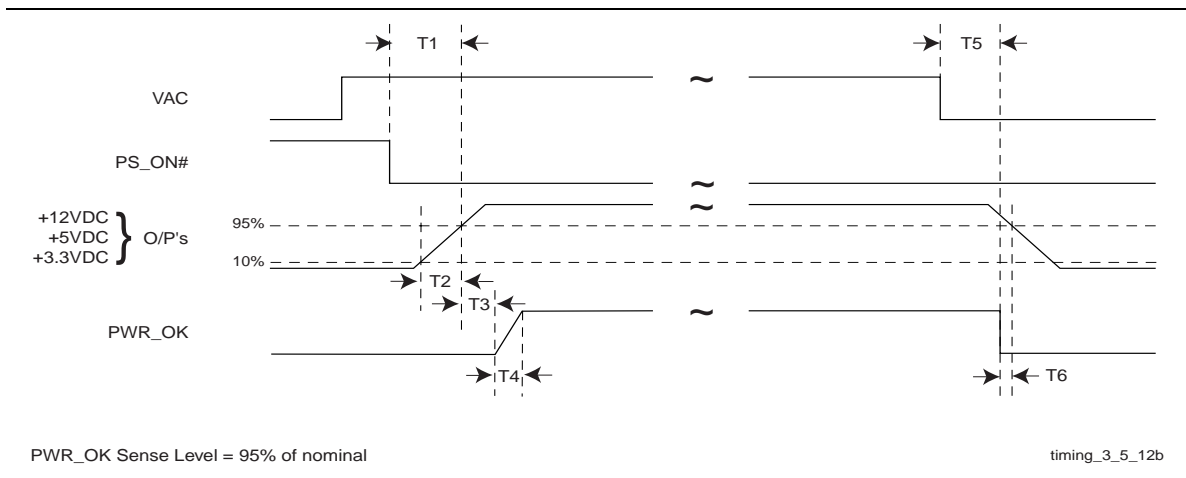 T1
T5
VAC
PS_ON#
~
~
~
+12VDC
+5VDC
+3.3VDC
} O/P's
95%
10%
T2
T3
PWR_OK
~
T4
T6
PWR_OK Sense Level = 95% of nominal
timing_3_5_12b